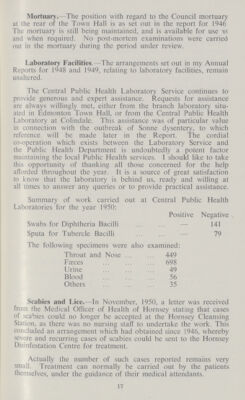 Mortuary.—The position with regard to the Council mortuary
at the rear of the Town Hall is as set out in the report for 1946.
The mortuary is still being maintained, and is available for use as
and when required. No post-mortem examinations were carried
out in the mortuary during the period under review.
Laboratory Facilities.—The arrangements set out in my Annual
Reports for 1948 and 1949, relating to laboratory facilities, remain
unaltered.
The Central Public Health Laboratory Service continues to
provide generous and expert assistance. Requests for assistance
are always willingly met, either from the branch laboratory situ-
ated in Edmonton Town Hall, or from the Central Public Health
Laboratory at Colindale. This assistance was of particular value
in connection with the outbreak of Sonne dysentery, to which
reference will be made later in the Report. The cordial
co-operation which exists between the Laboratory Service and
the Public Health Department is undoubtedly a potent factor
maintaining the local Public Health services. I should like to take
this opportunity of thanking all those concerned for the help
afforded throughout the year. It is a source of great satisfaction
to know that the laboratory is behind us, ready and willing at
all times to answer any queries or to provide practical assistance.
Summary of work carried out at Central Public Health
Laboratories for the year 1950:
Positive Negative
Swabs for Diphtheria Bacilli ... ... — 141
Sputa for Tubercle Bacilli ... ... — 79
The following specimens were also examined:
Throat and Nose ... ... 449
Fæces ... ... ... 698
Urine ... ... ... 49
Blood ... ... ... 56
Others ... ... ... 35
Scabies and Lice.—In November, 1950, a letter was received
from the Medical Officer of Health of Hornsey stating that cases
of scabies could no longer be accepted at the Hornsey Cleansing
Station, as there was no nursing staff to undertake the work. This
concluded an arrangement which had obtained since 1946, whereby
severe and recurring cases of scabies could be sent to the Hornsey
Disinfestation Centre for treatment.
Actually the number of such cases reported remains very
small. Treatment can normally be carried out by the patients
themselves, under the guidance of their medical attendants.
17